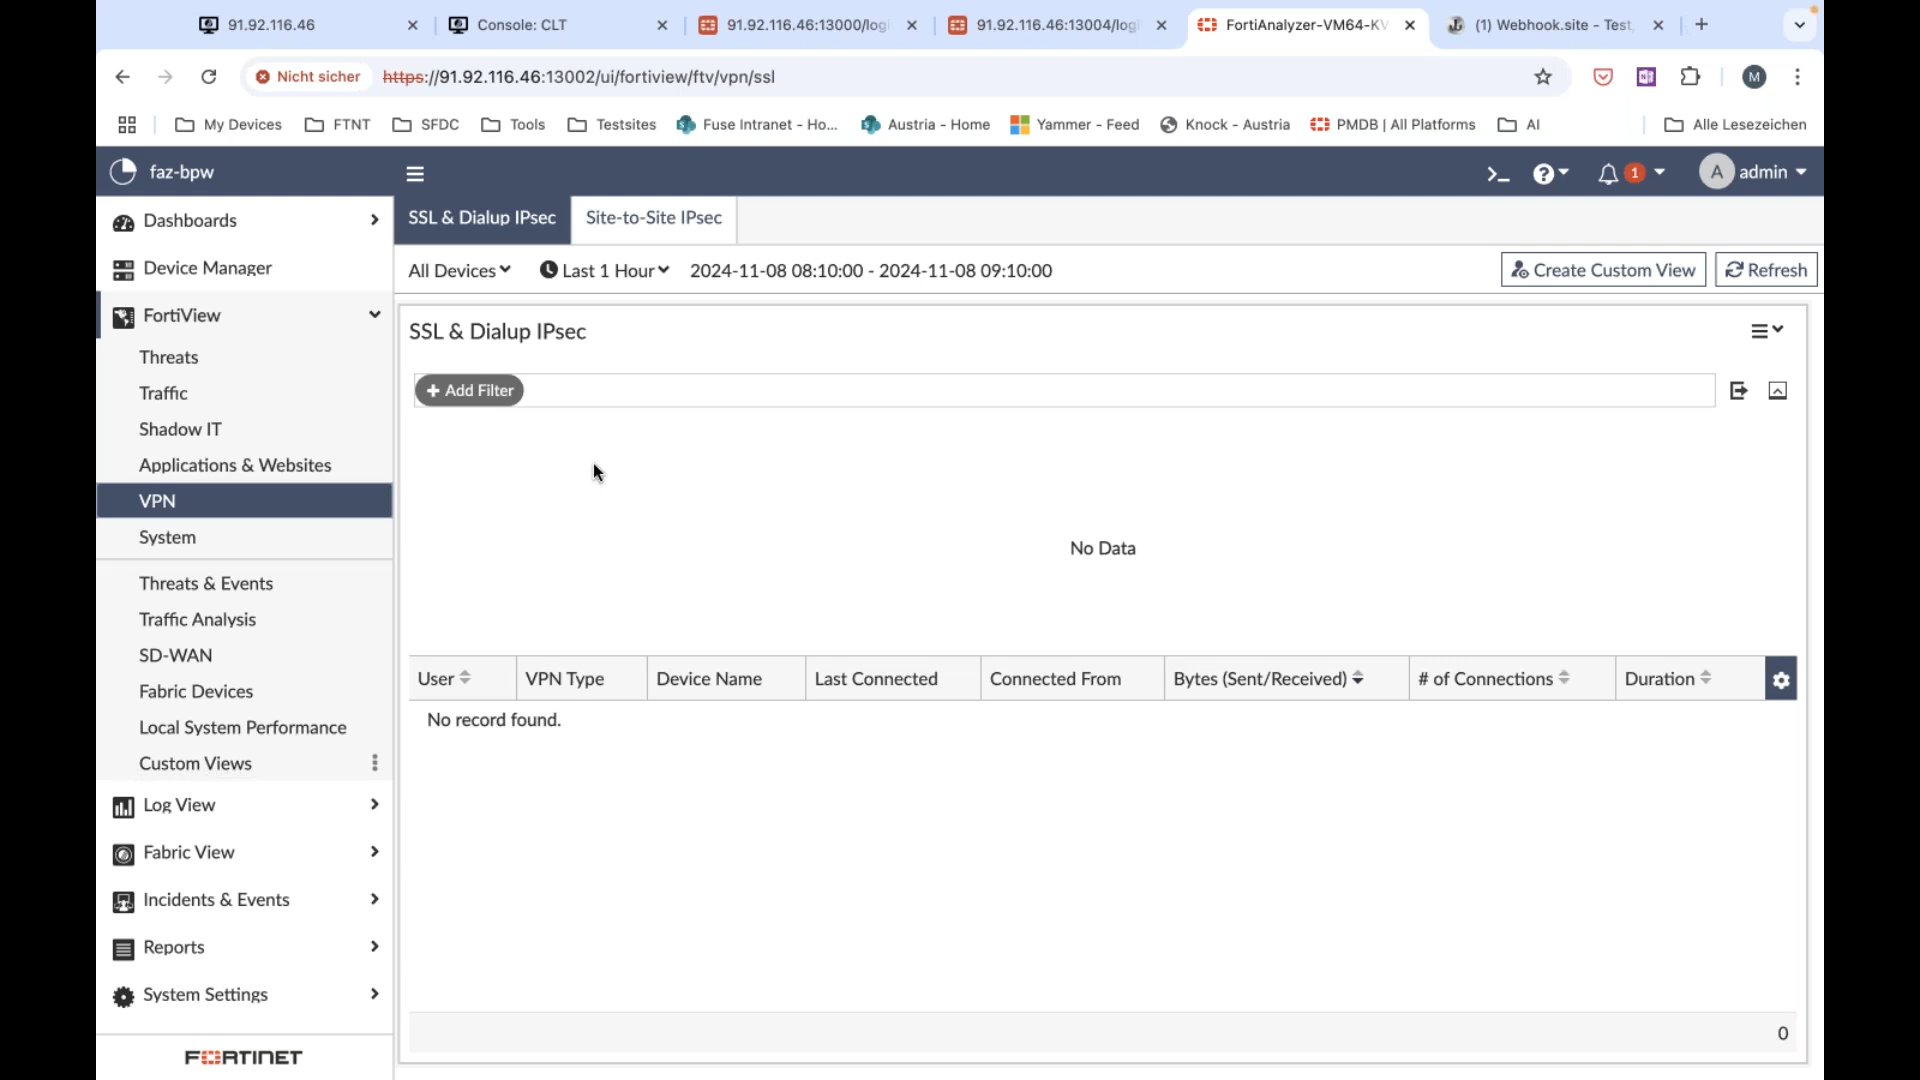 91.92.116.46
Console: CLT
91.92.116.46:13000/logi
91.92.116.46:13004/logi
FortiAnalyzer-VM64-KV
(1) Webhook.site - Test,
Nicht sicher
https://91.92.116.46:13002/ui/fortiview/ftv/vpn/ssl
M
My Devices
FTNT
SFDC
Tools
Testsites
Fuse Intranet - Ho...
Austria - Home
Yammer - Feed
Knock - Austria
PMDB | All Platforms
AI
Alle Lesezeichen
faz-bpw
1
A
admin
Dashboards
Device Manager
FortiView
Threats
Traffic
Shadow IT
Applications & Websites
VPN
System
Threats & Events
Traffic Analysis
SD-WAN
Fabric Devices
Local System Performance
Custom Views
Log View
Fabric View
Incidents & Events
Reports
System Settings
FORTINET
SSL & Dialup IPsec
Site-to-Site IPsec
All Devices
Last 1 Hour
2024-11-08 08:10:00 - 2024-11-08 09:10:00
Create Custom View
Refresh
SSL & Dialup IPsec
+ Add Filter
No Data
User
VPN Type
Device Name
Last Connected
Connected From
Bytes (Sent/Received)
# of Connections
Duration
No record found.
0